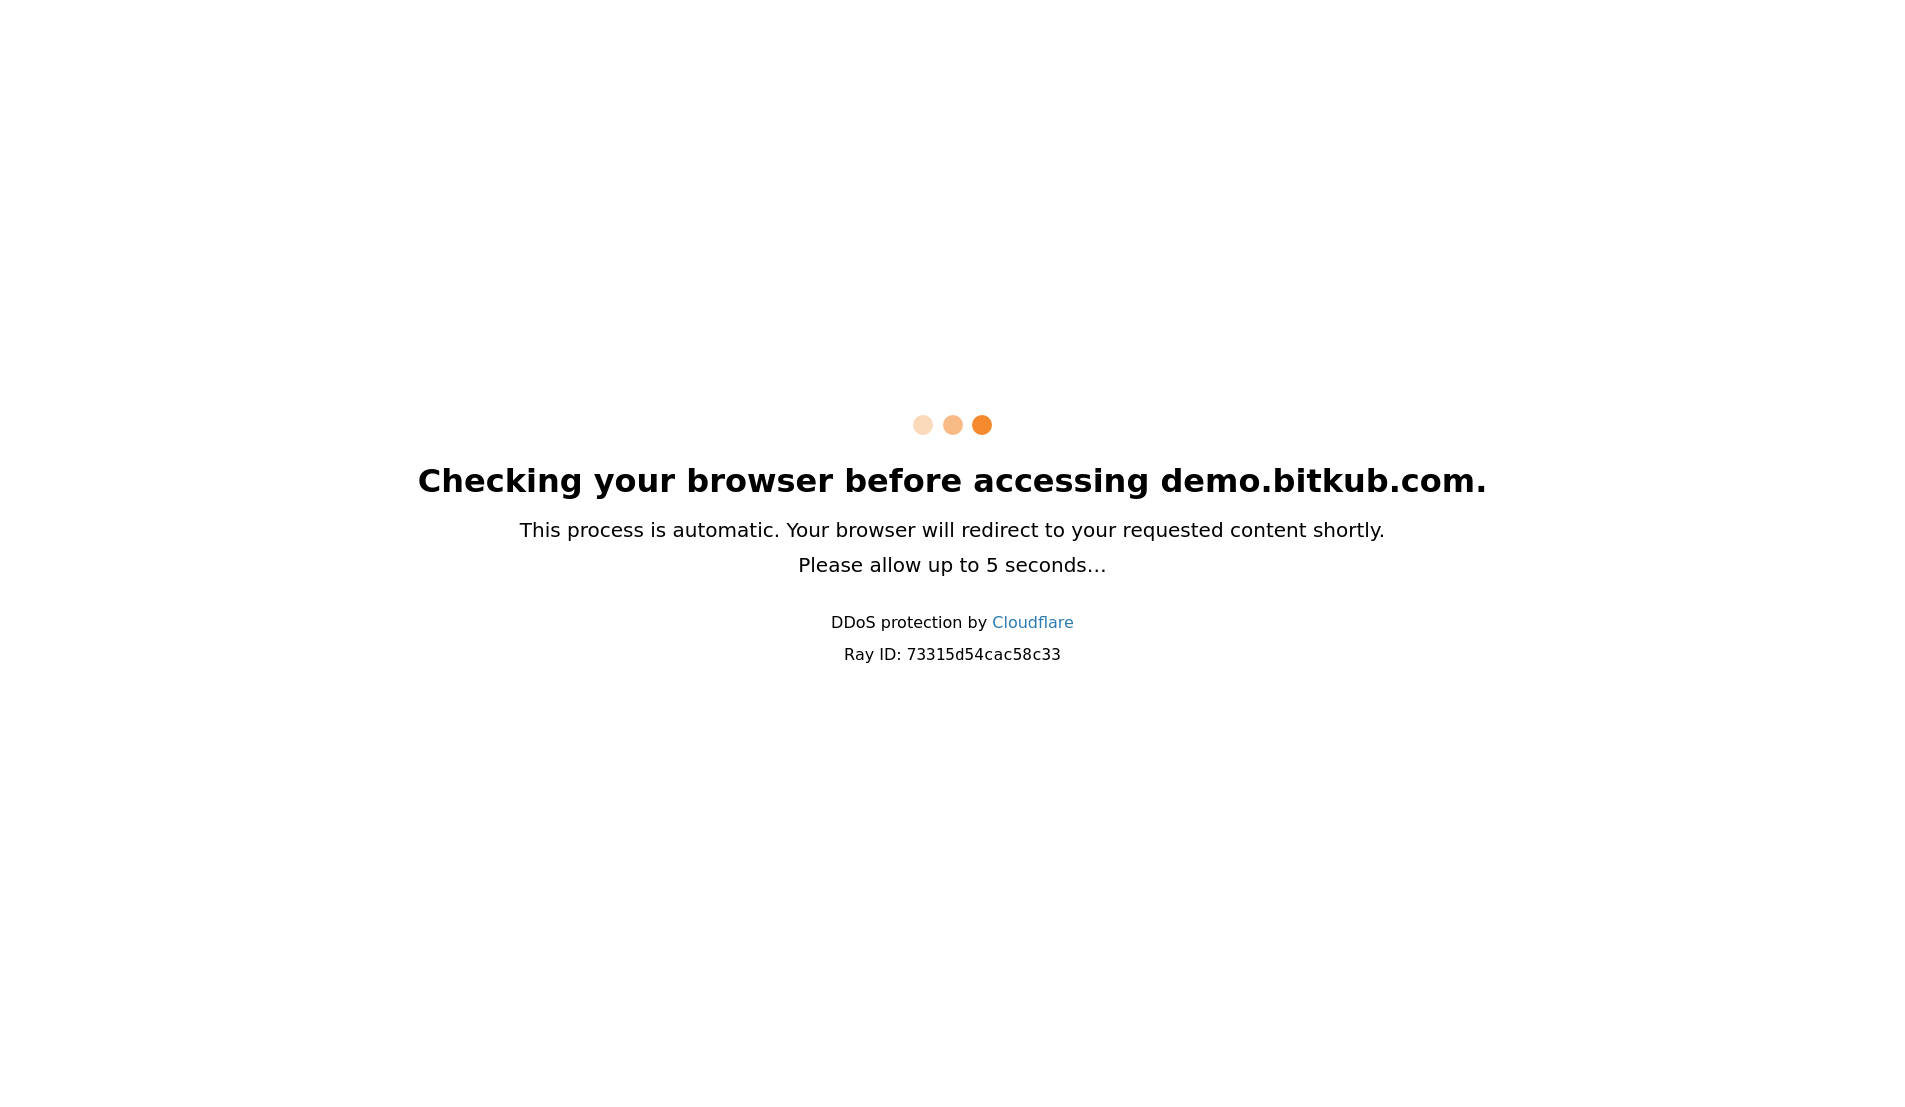 Checking your browser before accessing demo.bitkub.com.
This process is automatic. Your browser will redirect to your requested content shortly.
Please allow up to 5 seconds…
DDoS protection by Cloudflare
Ray ID: 73315d54cac58c33